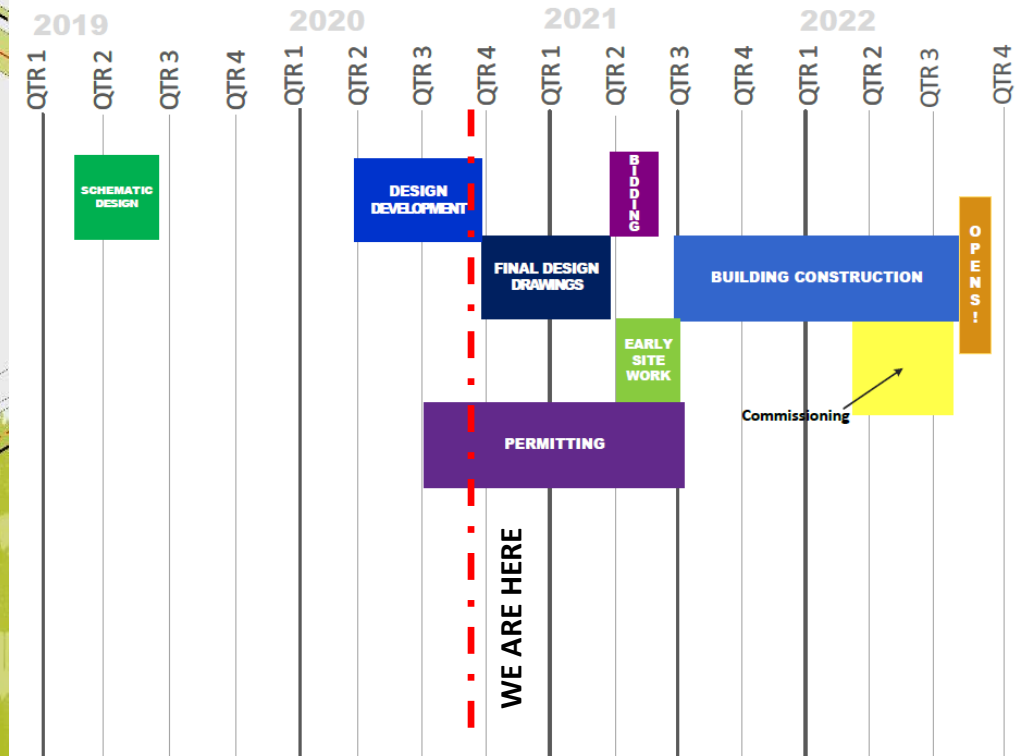 2019
2020
2021
2022
QTR 1
QTR 2
QTR 3
QTR 4
QTR 1
QTR 2
QTR 3
QTR 4
QTR 1
QTR 2
QTR 3
QTR 4
QTR 1
QTR 2
QTR 3
QTR 4
SCHEMATIC
DESIGN
DESIGN
DEVELOPMENT
BIDDING
FINAL DESIGN
DRAWINGS
BUILDING CONSTRUCTION
OPENS!
EARLY
SITE
WORK
Commissioning
PERMITTING
WE ARE HERE